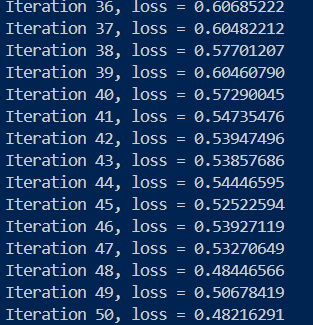 Iteration 36, loss = 0.60685222
Iteration 37, loss = 0.60482212
Iteration 38, loss = 0.57701207
Iteration 39, loss = 0.60460790
Iteration 40, loss = 0.57290045
Iteration 41, loss = 0.54735476
Iteration 42, loss = 0.53947496
Iteration 43, loss = 0.53857686
Iteration 44, loss = 0.54446595
Iteration 45, loss = 0.52522594
Iteration 46, loss = 0.53927119
Iteration 47, loss = 0.53270649
Iteration 48, loss = 0.48446566
Iteration 49, loss = 0.50678419
Iteration 50, loss = 0.48216291